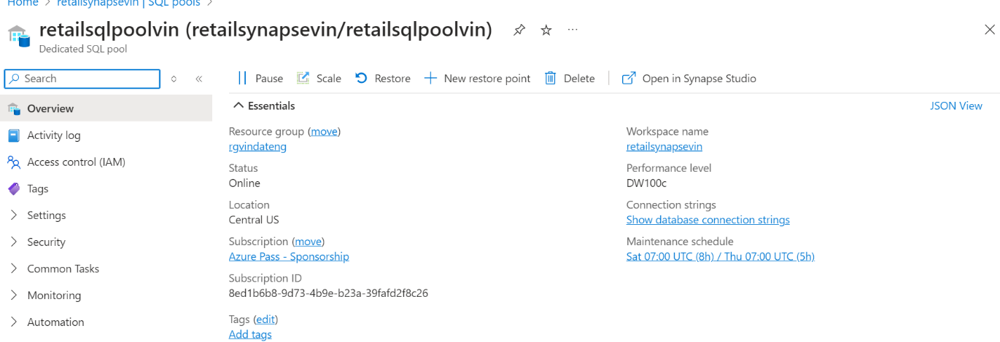 Home > retailsynapsevin | SQL pools >
retailsqlpoolvin (retailsynapsevin/retailsqlpoolvin)
Dedicated SQL pool
Search
Pause Scale Restore New restore point Delete Open in Synapse Studio
Overview
Activity log
Access control (IAM)
Tags
Settings
Security
Common Tasks
Monitoring
Automation
Essentials
JSON View
Resource group (move)
rgvindateng
Status
Online
Location
Central US
Subscription (move)
Azure Pass - Sponsorship
Subscription ID
8ed1b6b8-9d73-4b9e-b23a-39fafd2f8c26
Tags (edit)
Add tags
Workspace name
retailsynapsevin
Performance level
DW100c
Connection strings
Show database connection strings
Maintenance schedule
Sat 07:00 UTC (8h) / Thu 07:00 UTC (5h)